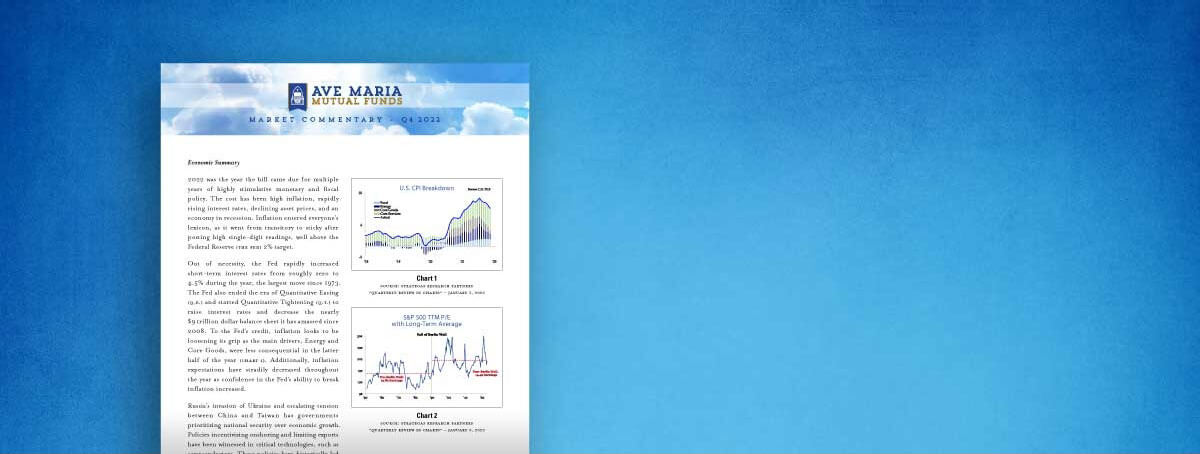 AVE MARIA
MUTUAL FUNDS
MARKET COMMENTARY - Q4 2022
Economic Summary
2022 was the year the bill came due for multiple
years of highly stimulative monetary and fiscal
policy. The cost has been high inflation, rapidly
rising interest rates, declining asset prices, and an
economy in recession. Inflation entered everyone's
lexicon, as it went from transitory to sticky after
posting high single-digit readings, well above the
Federal Reserve 2% target.
Out of necessity, the Fed rapidly increased
short-term interest rates from roughly zero to
4.5% during the year, the largest move since 1973.
The Fed also ended the era of Quantitative Easing
(Q.E.) and started Quantitative Tightening (Q.T.) to
raise interest rates and decrease the nearly
$9 trillion dollar balance sheet it has amassed since
2008. To the Fed's credit, inflation looks to be
loosening its grip as the main drivers, Energy and
Core Goods, were less consequential in the latter
half of the year (CHART 1). Additionally, inflation
expectations have steadily decreased throughout
the year as confidence in the Fed's ability to break
inflation increased.
Russia's invasion of Ukraine and escalating tension
between China and Taiwan has governments
prioritizing national security over economic growth.
Policies incentivizing onshoring and limiting exports
have been witnessed in critical technologies, such as
U.S. CPI Breakdown
Food
Energy
Core Goods
Core Services
Chart 1
SOURCE: STRATEGAS RESEARCH PARTNERS
"QUARTERLY REVIEW IN CHARTS" – JANUARY
S&P 500 TTM P/E
with Long-Term Average
Fall of Berlin Wall
Chart 2
SOURCE: STRATEGAS RESEARCH PARTNERS
"QUARTERLY REVIEW IN CHARTS" – JANUARY